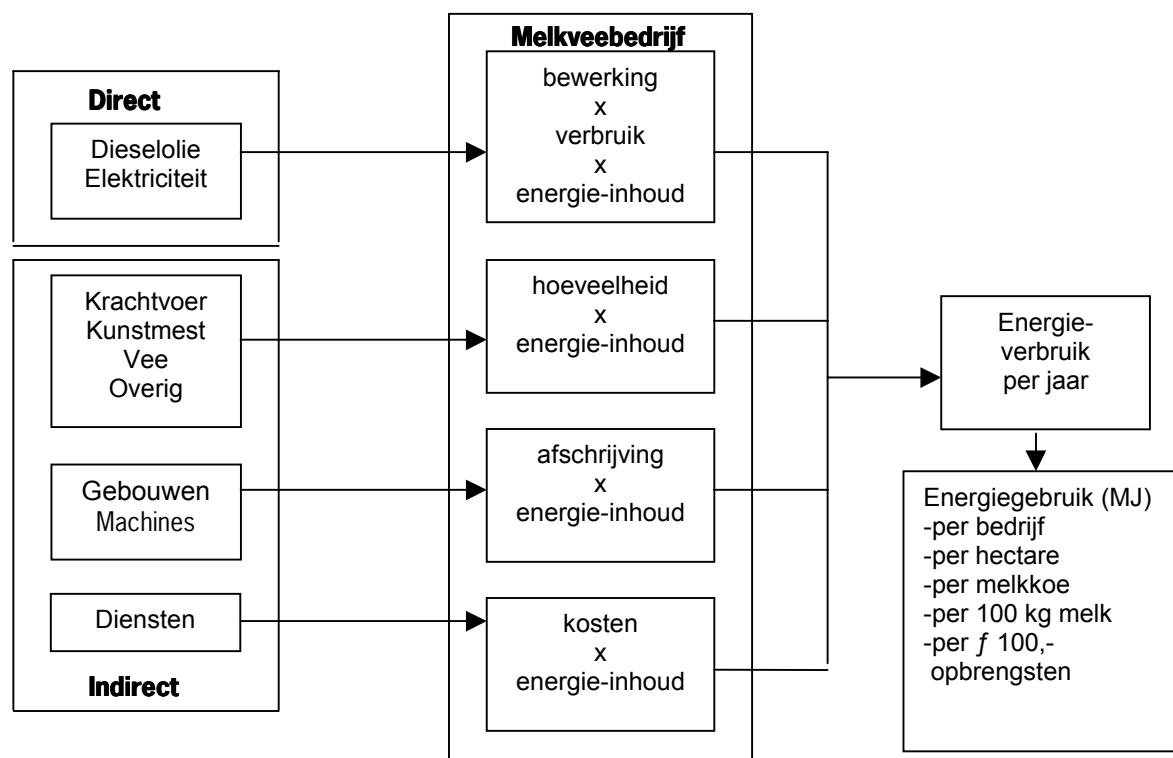 Melkveebedrijf
Direct
Dieselolie
Elektriciteit
bewerking
x
verbruik
x
energie-inhoud
Krachtvoer
Kunstmest
Vee
Overig
hoeveelheid
x
energie-inhoud
Gebouwen
Machines
afschrijving
x
energie-inhoud
Diensten
kosten
x
energie-inhoud
Indirect
Energie-
verbruik
per jaar
Energiegebruik (MJ)
-per bedrijf
-per hectare
-per melkkoe
-per 100 kg melk
-per ƒ 100,-
opbrengsten